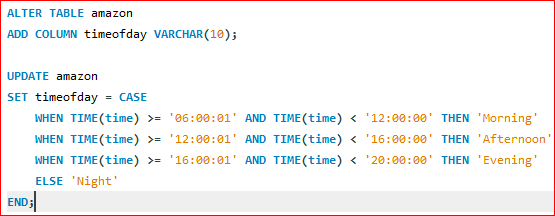 ALTER TABLE amazon
ADD COLUMN timeofday VARCHAR(10);
UPDATE amazon
SET timeofday = CASE
WHEN TIME(time) >= '06:00:01' AND TIME(time) < '12:00:00' THEN 'Morning'
WHEN TIME(time) >= '12:00:01' AND TIME(time) < '16:00:00' THEN 'Afternoon'
WHEN TIME(time) >= '16:00:01' AND TIME(time) < '20:00:00' THEN 'Evening'
ELSE 'Night'
END;